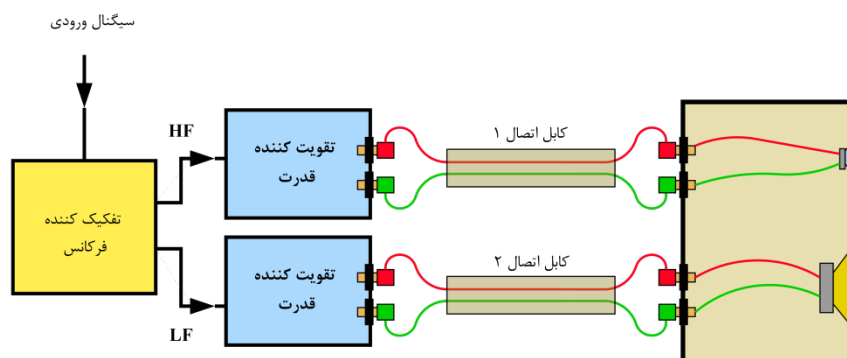 سیگنال ورودی
HF
تقویت کننده
قدرت
کابل اتصال ۱
تفکیک کننده
فرکانس
تقویت کننده
قدرت
کابل اتصال ۲
LF